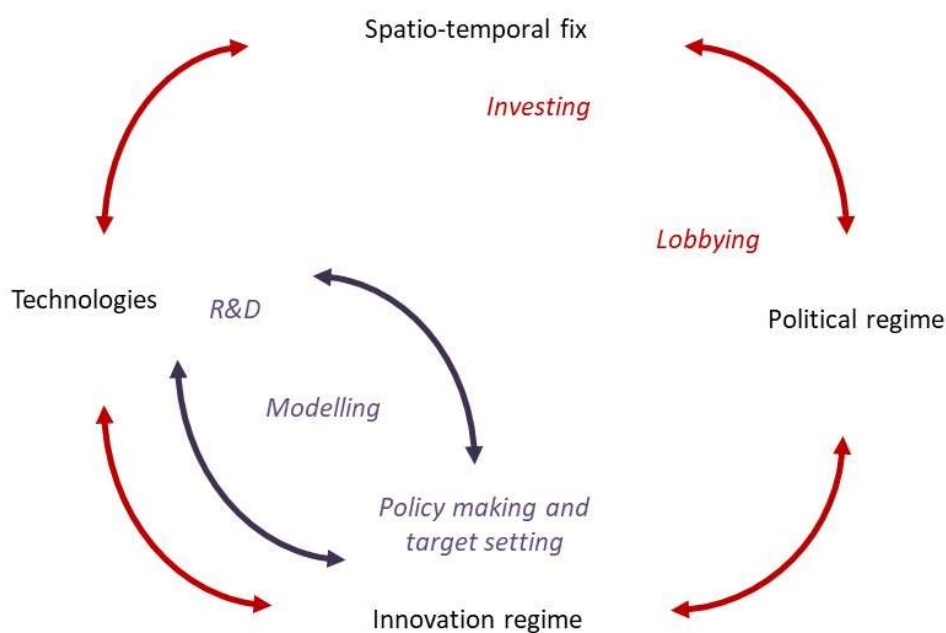 Spatio-temporal fix
Investing
Lobbying
Technologies
R&D
Political regime
Modelling
Policy making and
target setting
Innovation regime